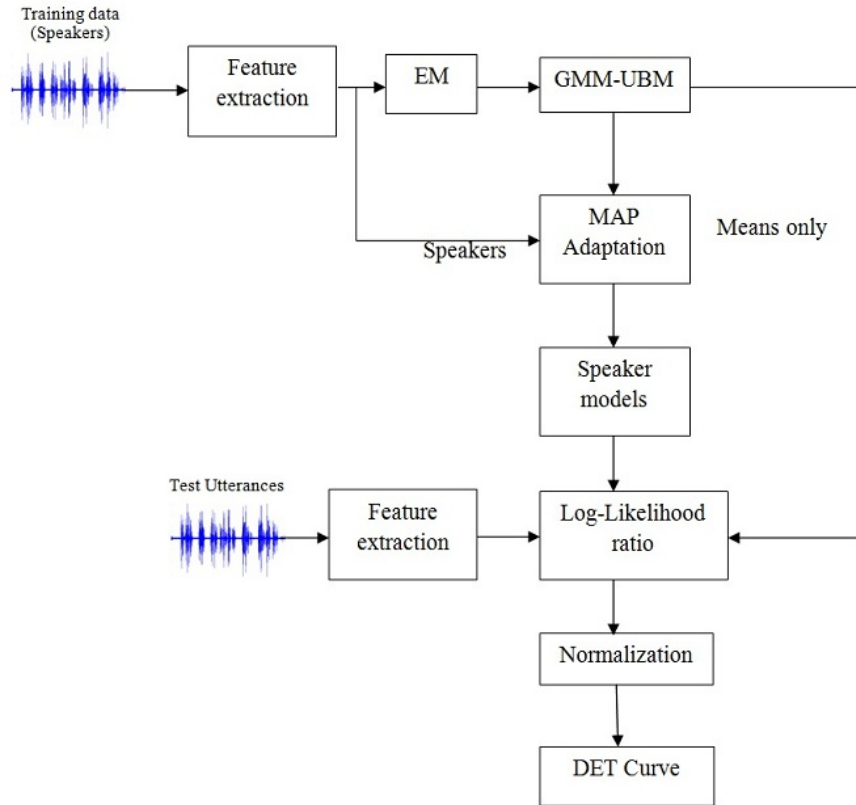 Training data
(Speakers)
Feature
extraction
EM
GMM-UBM
MAP
Adaptation
Means only
Speakers
Speaker
models
Test Utterances
Feature
extraction
Log-Likelihood
ratio
Normalization
DET Curve